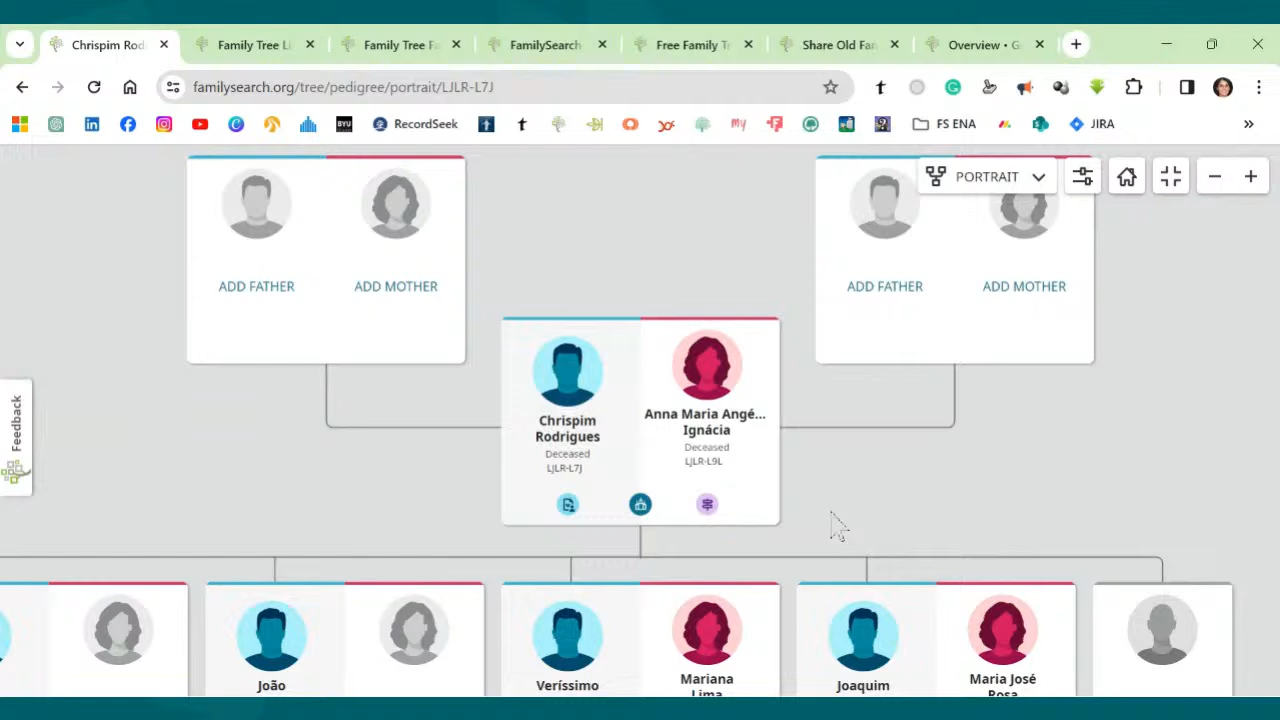 Chrispim Rod
Family Tree Li
Family Tree Fa
FamilySearch
Free Family T
Share Old Fam
Overview • G
familysearch.org/tree/pedigree/portrait/LJLR-L7J
BYU
RecordSeek
my
FS ENA
JIRA
PORTRAIT
ADD FATHER
ADD MOTHER
ADD FATHER
ADD MOTHER
Feedback
Chrispim
Rodrigues
Deceased
LJLR-L7J
Anna Maria Angé...
Ignácia
Deceased
LJLR-L9L
João
Veríssimo
Mariana
Lima
Joaquim
Maria José
Rosa